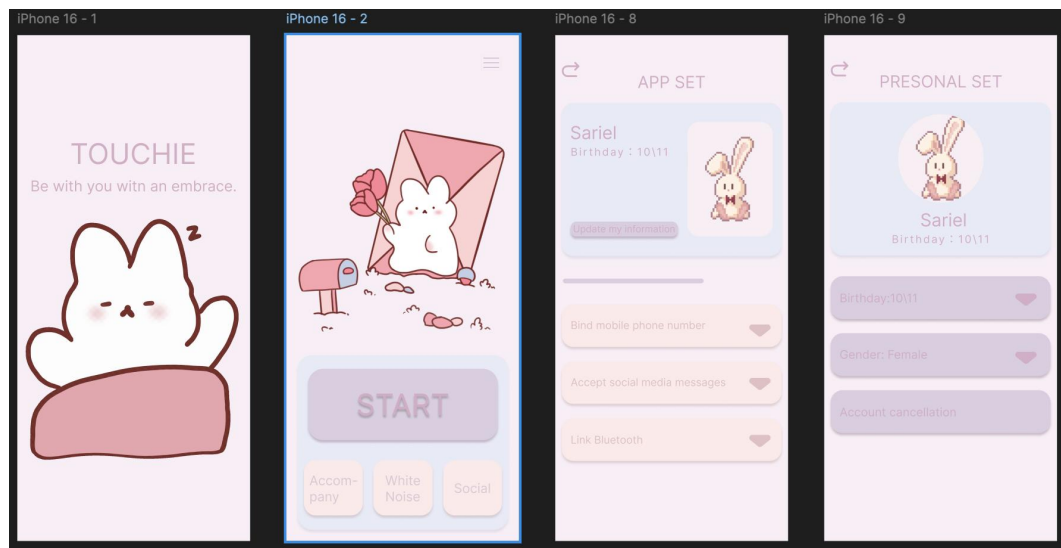 iPhone 16 - 1
TOUCHIE
Be with you witn an embrace.
z
iPhone 16 - 2
START
Accom-
pany
White
Noise
Social
iPhone 16 - 8
APP SET
Sariel
Birthday：10\11
Update my information
Bind mobile phone number
Accept social media messages
Link Bluetooth
iPhone 16 - 9
PRESONAL SET
Sariel
Birthday：10\11
Birthday:10\11
Gender: Female
Account cancellation